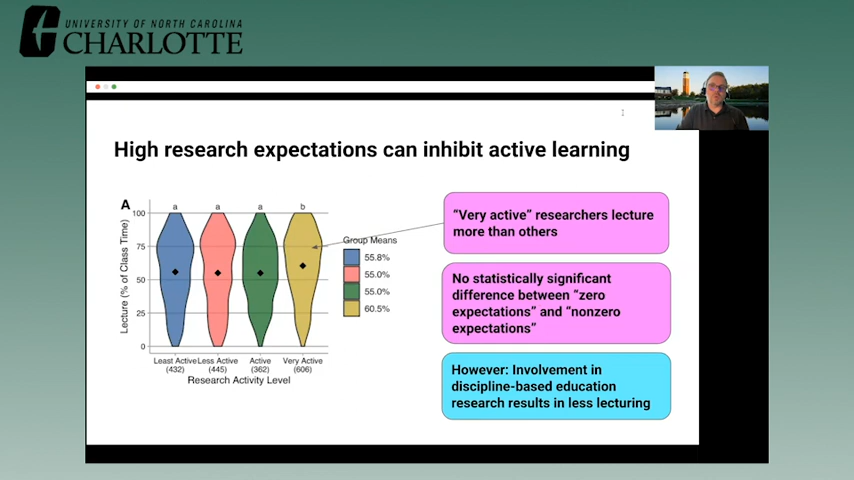 UNIVERSITY OF NORTH CAROLINA
CHARLOTTE
High research expectations can inhibit active learning
A
a
a
a
b
100
75
50
25
0
Lecture (% of Class Time)
Least Active
(432)
Less Active
(445)
Active
(362)
Very Active
(606)
Research Activity Level
Group Means
55.8%
55.0%
55.0%
60.5%
“Very active” researchers lecture
more than others
No statistically significant
difference between “zero
expectations” and “nonzero
expectations”
However: Involvement in
discipline-based education
research results in less lecturing